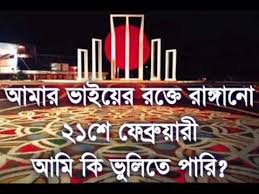 আমার ভাইয়ের রক্তে রাঙ্গানো
২১শে ফেব্রুয়ারী
আমি কি ভুলিতে পারি?